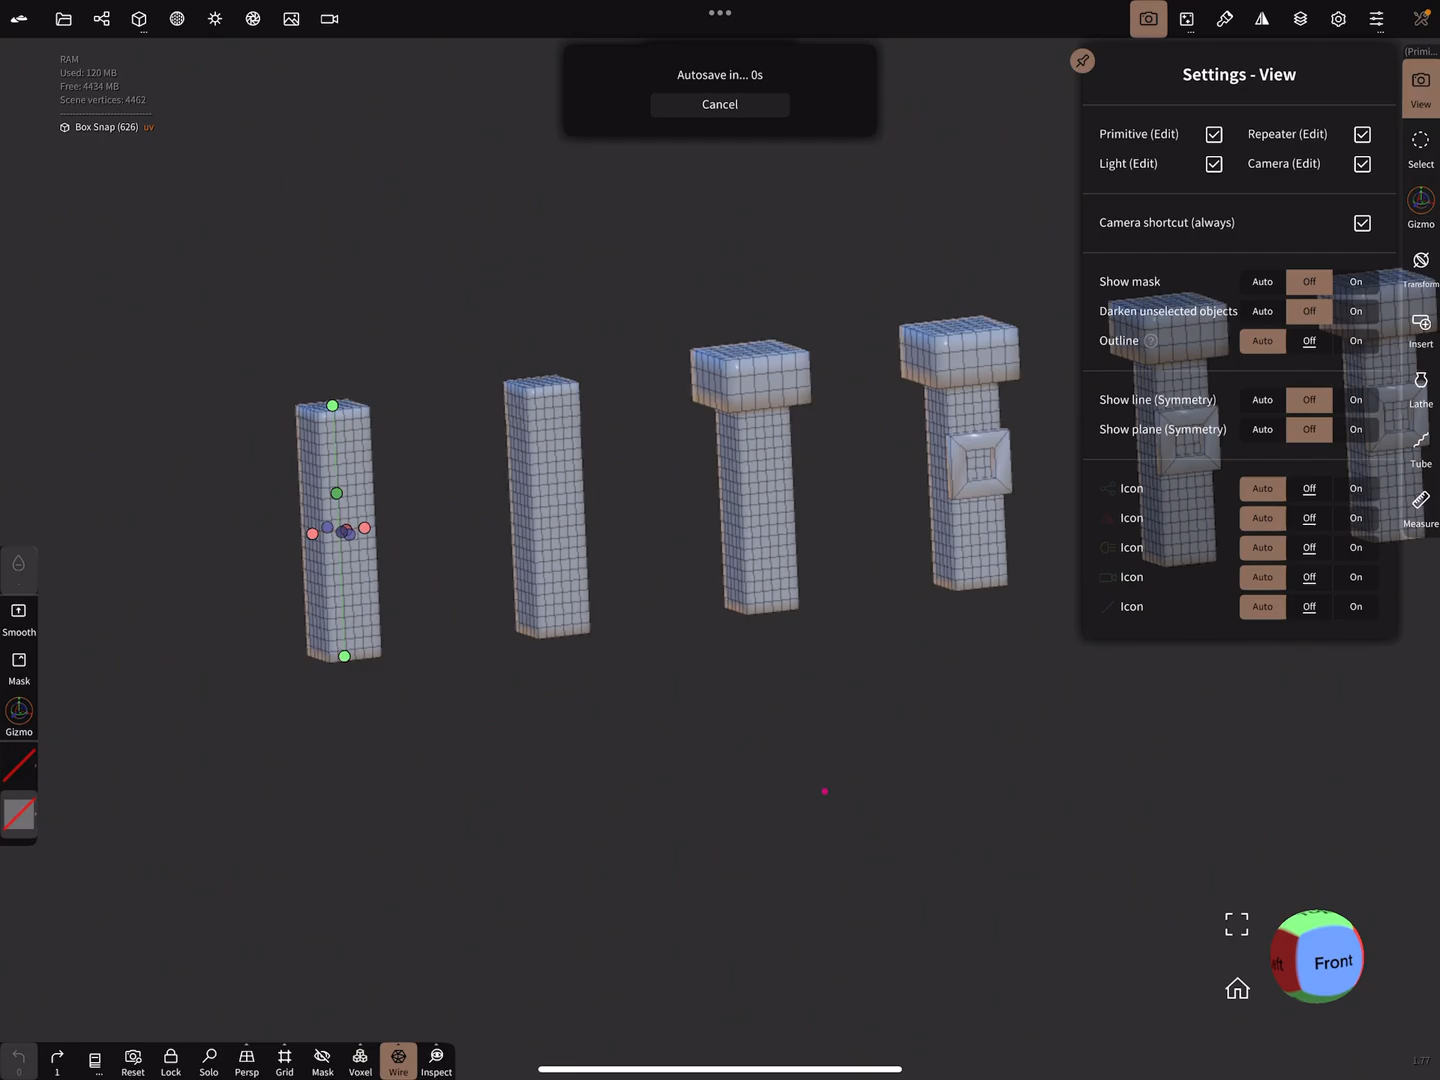 RAM
Used: 120 MB
Free: 4434 MB
Scene vertices: 4462
Box Snap (626) uv
Autosave in... 0s
Cancel
Settings - View
Primitive (Edit)
Repeater (Edit)
Light (Edit)
Camera (Edit)
Camera shortcut (always)
Show mask Auto Off On
Darken unselected objects Auto Off On
Outline ? Auto Off On
Show line (Symmetry) Auto Off On
Show plane (Symmetry) Auto Off On
Icon Auto Off On
Icon Auto Off On
Icon Auto Off On
Icon Auto Off On
Icon Auto Off On
(Primi...
View
Select
Gizmo
Transform
Insert
Lathe
Tube
Measure
Smooth
Mask
Gizmo
Front
Top
0
1
...
Reset
Lock
Solo
Persp
Grid
Mask
Voxel
Wire
Inspect
1.77